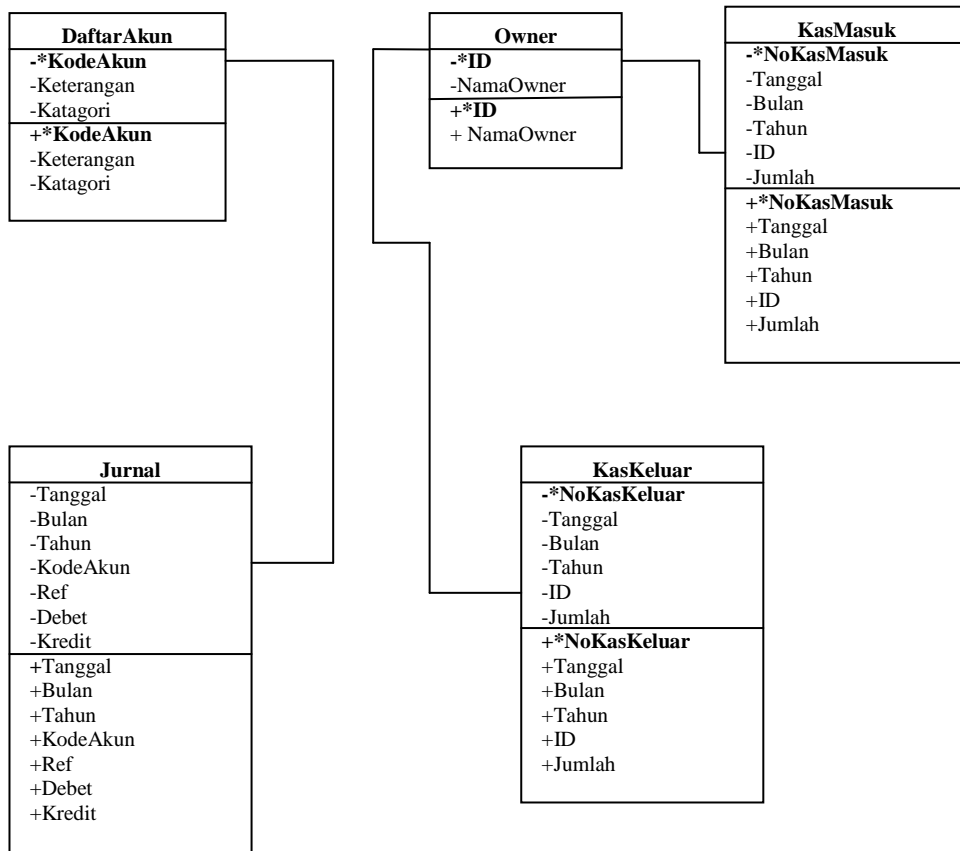 DaftarAkun
-*KodeAkun
-Keterangan
-Katagori
+*KodeAkun
-Keterangan
-Katagori
Owner
-*ID
-NamaOwner
+*ID
+ NamaOwner
KasMasuk
-*NoKasMasuk
-Tanggal
-Bulan
-Tahun
-ID
-Jumlah
+*NoKasMasuk
+Tanggal
+Bulan
+Tahun
+ID
+Jumlah
Jurnal
-Tanggal
-Bulan
-Tahun
-KodeAkun
-Ref
-Debet
-Kredit
+Tanggal
+Bulan
+Tahun
+KodeAkun
+Ref
+Debet
+Kredit
KasKeluar
-*NoKasKeluar
-Tanggal
-Bulan
-Tahun
-ID
-Jumlah
+*NoKasKeluar
+Tanggal
+Bulan
+Tahun
+ID
+Jumlah